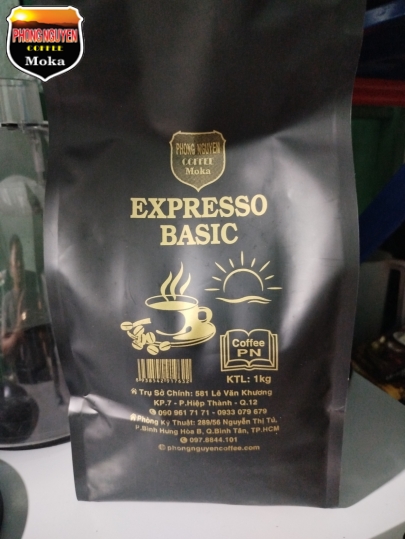 PHONG NGUYEN
COFFEE
Moka
PHONG NGUYEN
COFFEE
Moka
EXPRESSO
BASIC
Coffee
PN
KTL: 1kg
Trụ Sở Chính: 581 Lê Văn Khương
KP.7 - P.Hiệp Thành - Q.12
090 961 71 71 - 0933 079 679
Phòng Kỹ Thuật: 289/56 Nguyễn Thị Tú,
P.Bình Hưng Hòa B, Q.Bình Tân, TP.HCM
097.8844.101
phongnguyencoffee.com